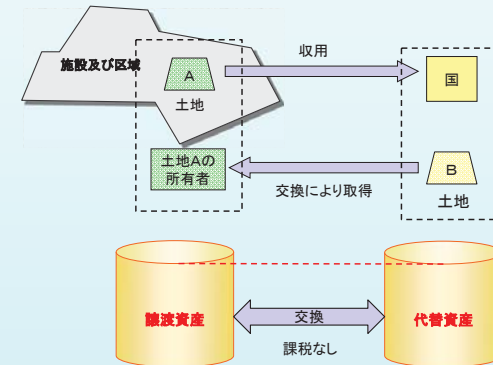 収用
施設及び区域
A
国
土地
土地Aの
所有者
B
交換により取得
土地
譲渡資産
交換
代替資産
課税なし